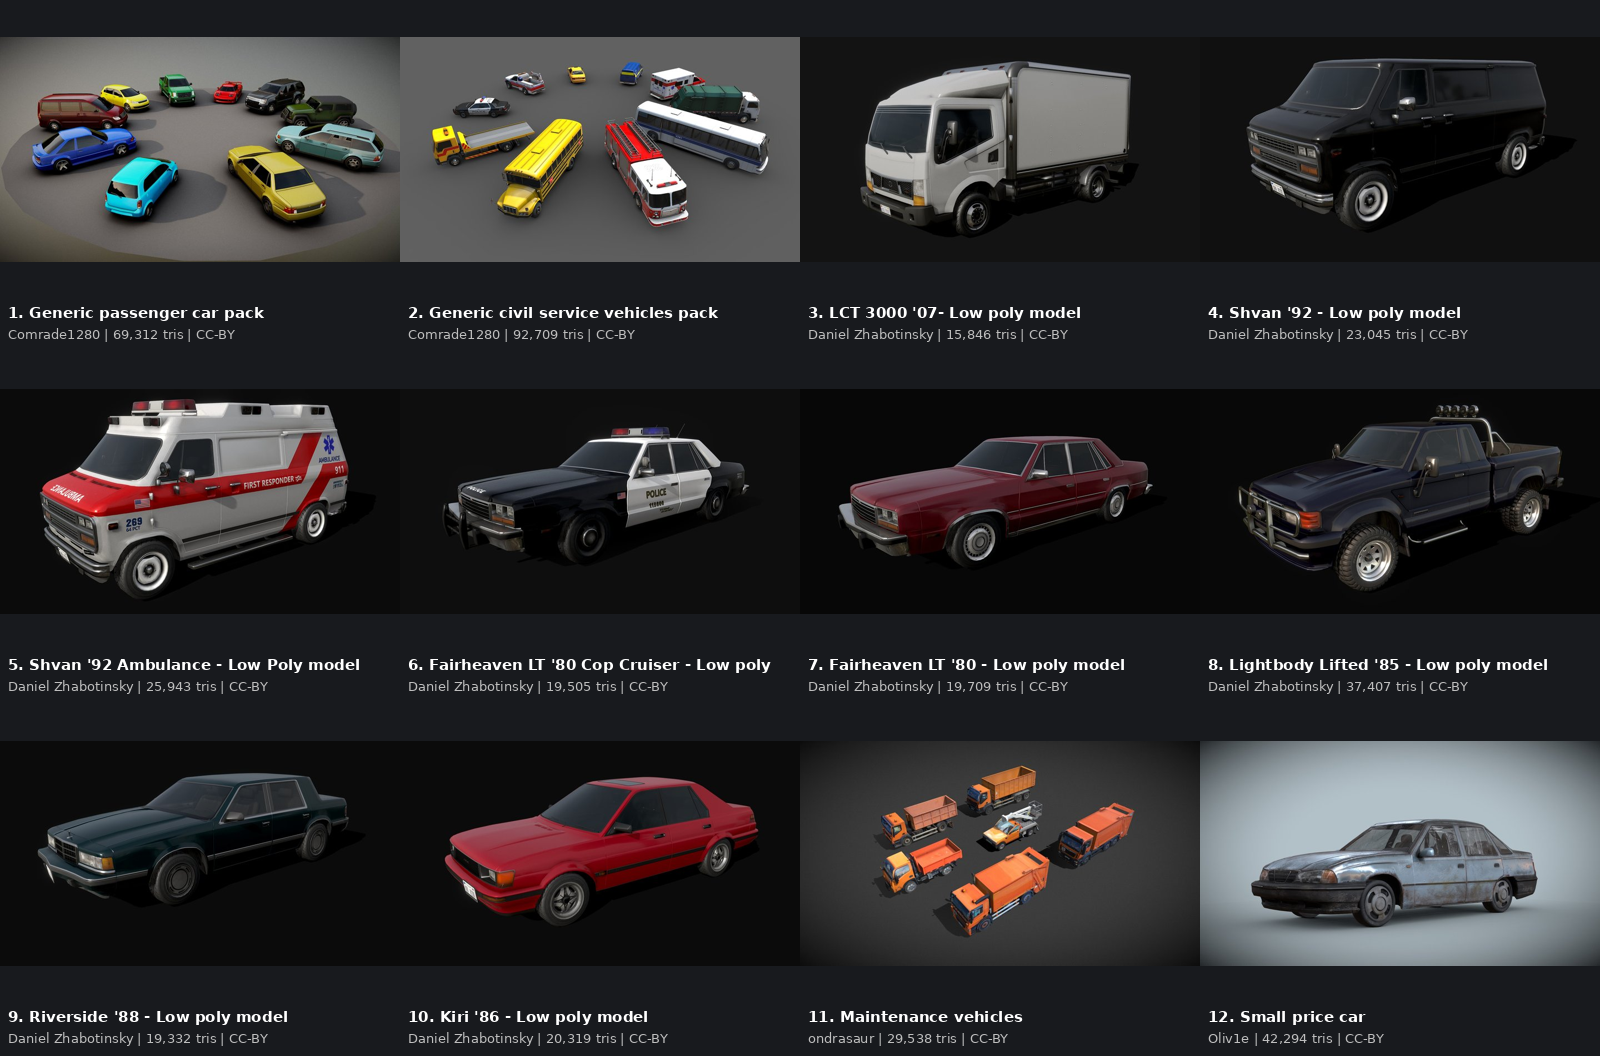 1. Generic passenger car pack
Comrade1280 | 69,312 tris | CC-BY
2. Generic civil service vehicles pack
Comrade1280 | 92,709 tris | CC-BY
3. LCT 3000 '07- Low poly model
Daniel Zhabotinsky | 15,846 tris | CC-BY
4. Shvan '92 - Low poly model
Daniel Zhabotinsky | 23,045 tris | CC-BY
AMBULANCE
911
FIRST RESPONDER
269
POLICE
5. Shvan '92 Ambulance - Low Poly model
Daniel Zhabotinsky | 25,943 tris | CC-BY
6. Fairheaven LT '80 Cop Cruiser - Low poly
Daniel Zhabotinsky | 19,505 tris | CC-BY
7. Fairheaven LT '80 - Low poly model
Daniel Zhabotinsky | 19,709 tris | CC-BY
8. Lightbody Lifted '85 - Low poly model
Daniel Zhabotinsky | 37,407 tris | CC-BY
9. Riverside '88 - Low poly model
Daniel Zhabotinsky | 19,332 tris | CC-BY
10. Kiri '86 - Low poly model
Daniel Zhabotinsky | 20,319 tris | CC-BY
11. Maintenance vehicles
ondrasaur | 29,538 tris | CC-BY
12. Small price car
Oliv1e | 42,294 tris | CC-BY